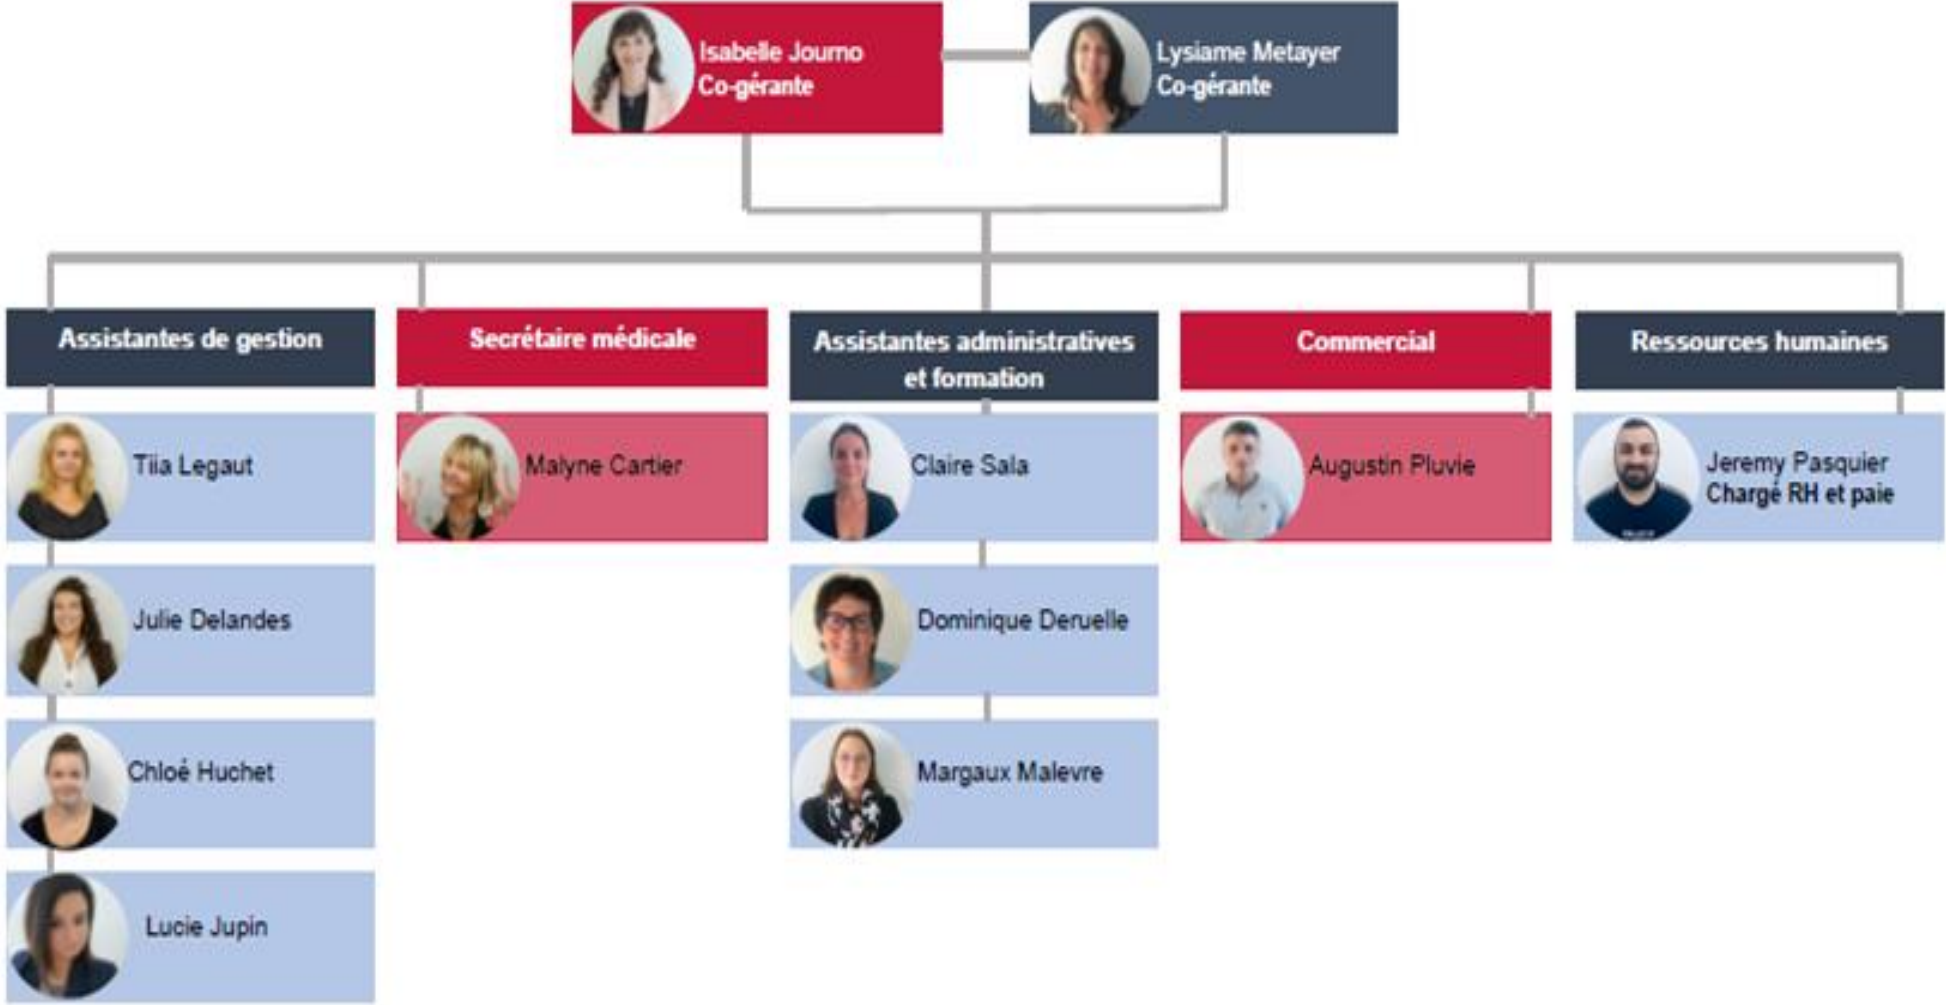 Isabelle Journo
Co-gérante
Lysiame Metayer
Co-gérante
Assistantes de gestion
Secrétaire médicale
Assistantes administratives
et formation
Commercial
Ressources humaines
Tiia Legaut
Malyne Cartier
Claire Sala
Augustin Pluvie
Jeremy Pasquier
Chargé RH et paie
Julie Delandes
Dominique Deruelle
Chloé Huchet
Margaux Malevre
Lucie Jupin